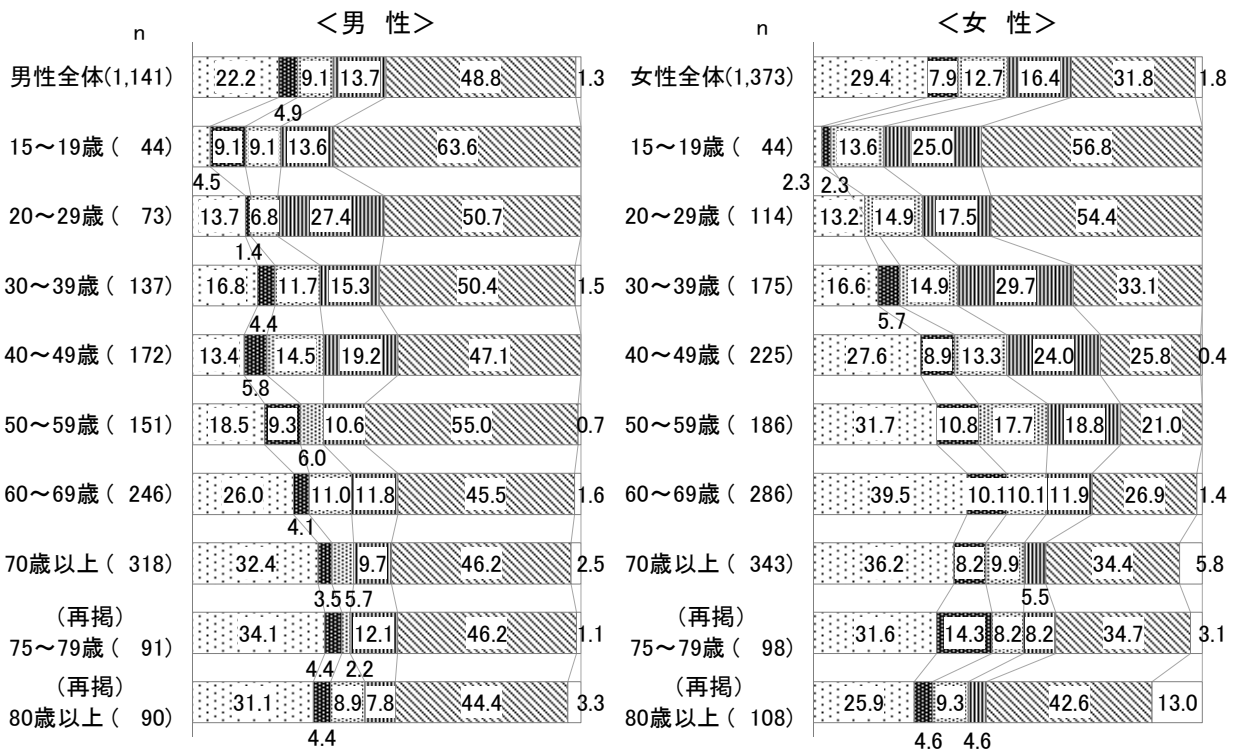 n ＜男 性＞
男性全体(1,141) 22.2 9.1 13.7 48.8 1.3
4.9
15～19歳( 44) 9.1 9.1 13.6 63.6
4.5
20～29歳( 73) 13.7 6.8 27.4 50.7
1.4
30～39歳( 137) 16.8 11.7 15.3 50.4 1.5
4.4
40～49歳( 172) 13.4 14.5 19.2 47.1
5.8
50～59歳( 151) 18.5 9.3 10.6 55.0 0.7
6.0
60～69歳( 246) 26.0 11.0 11.8 45.5 1.6
4.1
70歳以上( 318) 32.4 9.7 46.2 2.5
3.5 5.7
(再掲)
75～79歳( 91) 34.1 12.1 46.2 1.1
4.4 2.2
(再掲)
80歳以上( 90) 31.1 8.9 7.8 44.4 3.3
4.4
n ＜女 性＞
女性全体(1,373) 29.4 7.9 12.7 16.4 31.8 1.8
15～19歳( 44) 13.6 25.0 56.8
2.3 2.3
20～29歳( 114) 13.2 14.9 17.5 54.4
30～39歳( 175) 16.6 14.9 29.7 33.1
5.7
40～49歳( 225) 27.6 8.9 13.3 24.0 25.8 0.4
50～59歳( 186) 31.7 10.8 17.7 18.8 21.0
60～69歳( 286) 39.5 10.1 10.1 11.9 26.9 1.4
70歳以上( 343) 36.2 8.2 9.9 34.4 5.8
5.5
(再掲)
75～79歳( 98) 31.6 14.3 8.2 8.2 34.7 3.1
(再掲)
80歳以上( 108) 25.9 9.3 42.6 13.0
4.6 4.6